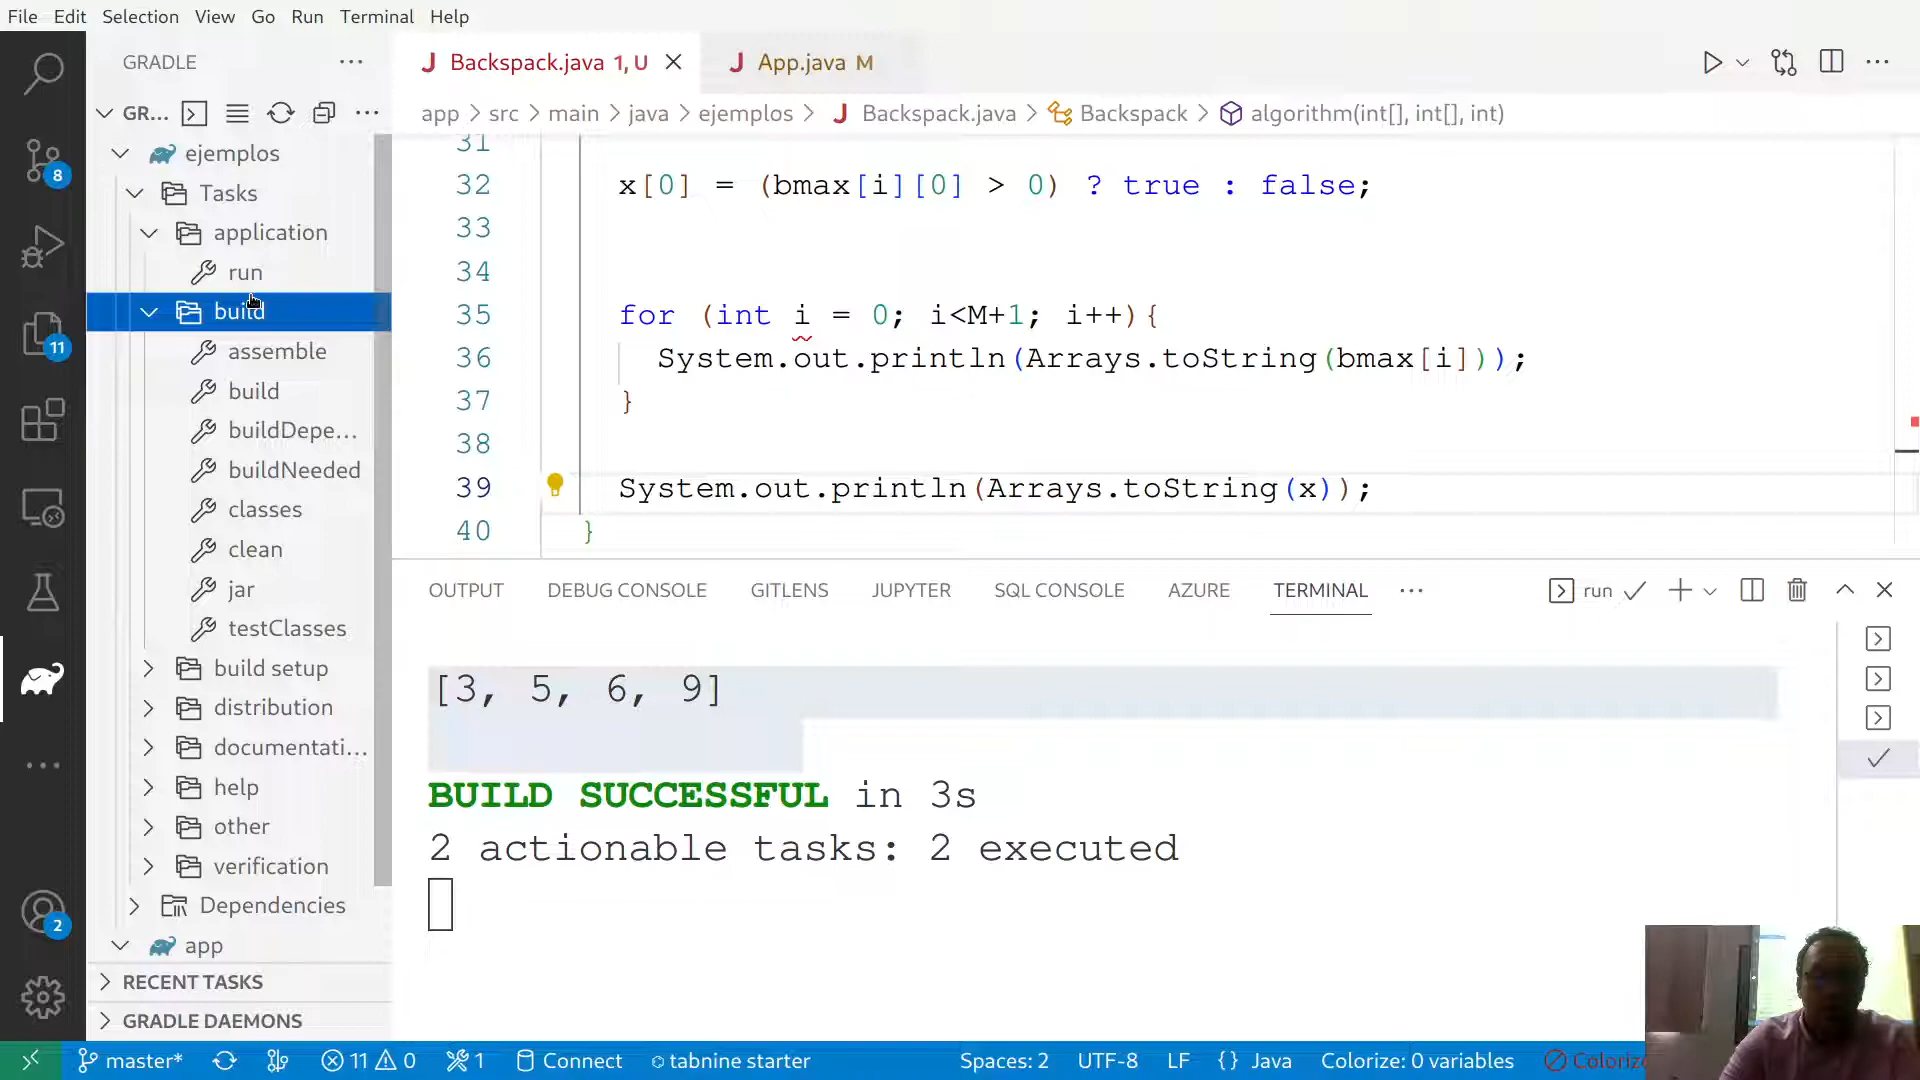 File Edit Selection View Go Run Terminal Help
GRADLE
GR...
ejemplos
Tasks
application
run
build
assemble
build
buildDepe...
buildNeeded
classes
clean
jar
testClasses
build setup
distribution
documentati...
help
other
verification
Dependencies
app
RECENT TASKS
GRADLE DAEMONS
8
11
2
Backspack.java 1, U
App.java M
app > src > main > java > ejemplos > Backspack.java > Backspack > algorithm(int[], int[], int)
31
32 x[0] = (bmax[i][0] > 0) ? true : false;
33
34
35 for (int i = 0; i<M+1; i++){
36 System.out.println(Arrays.toString(bmax[i]));
37 }
38
39 System.out.println(Arrays.toString(x));
40 }
OUTPUT DEBUG CONSOLE GITLENS JUPYTER SQL CONSOLE AZURE TERMINAL ... run
[3, 5, 6, 9]
BUILD SUCCESSFUL in 3s
2 actionable tasks: 2 executed
master* 11 0 1 Connect tabnine starter Spaces: 2 UTF-8 LF {} Java Colorize: 0 variables